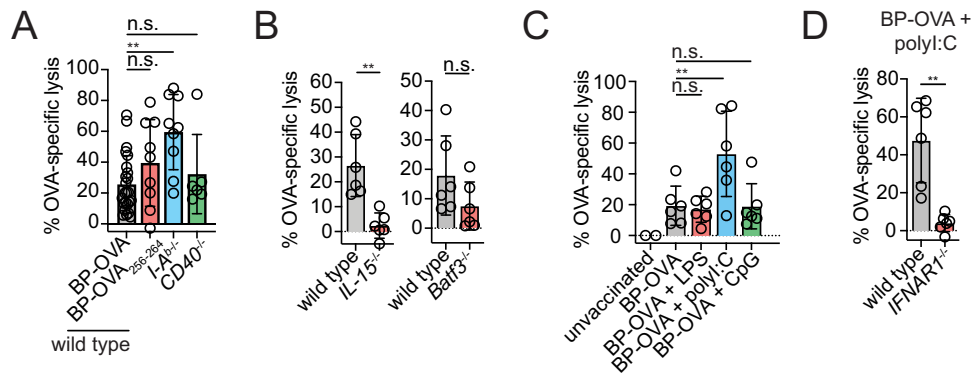 A
% OVA-specific lysis
100
80
60
40
20
0
n.s.
**
n.s.
BP-OVA
BP-OVA256-264
I-Ab-/-
CD40-/-
wild type
B
% OVA-specific lysis
60
50
40
30
20
10
0
**
wild type
IL-15-/-
50
40
30
20
10
0
n.s.
wild type
Batf3-/-
C
% OVA-specific lysis
100
80
60
40
20
0
n.s.
**
n.s.
unvaccinated
BP-OVA
BP-OVA + LPS
BP-OVA + polyI:C
BP-OVA + CpG
D
BP-OVA +
polyI:C
% OVA-specific lysis
80
60
40
20
0
**
wild type
IFNAR1-/-